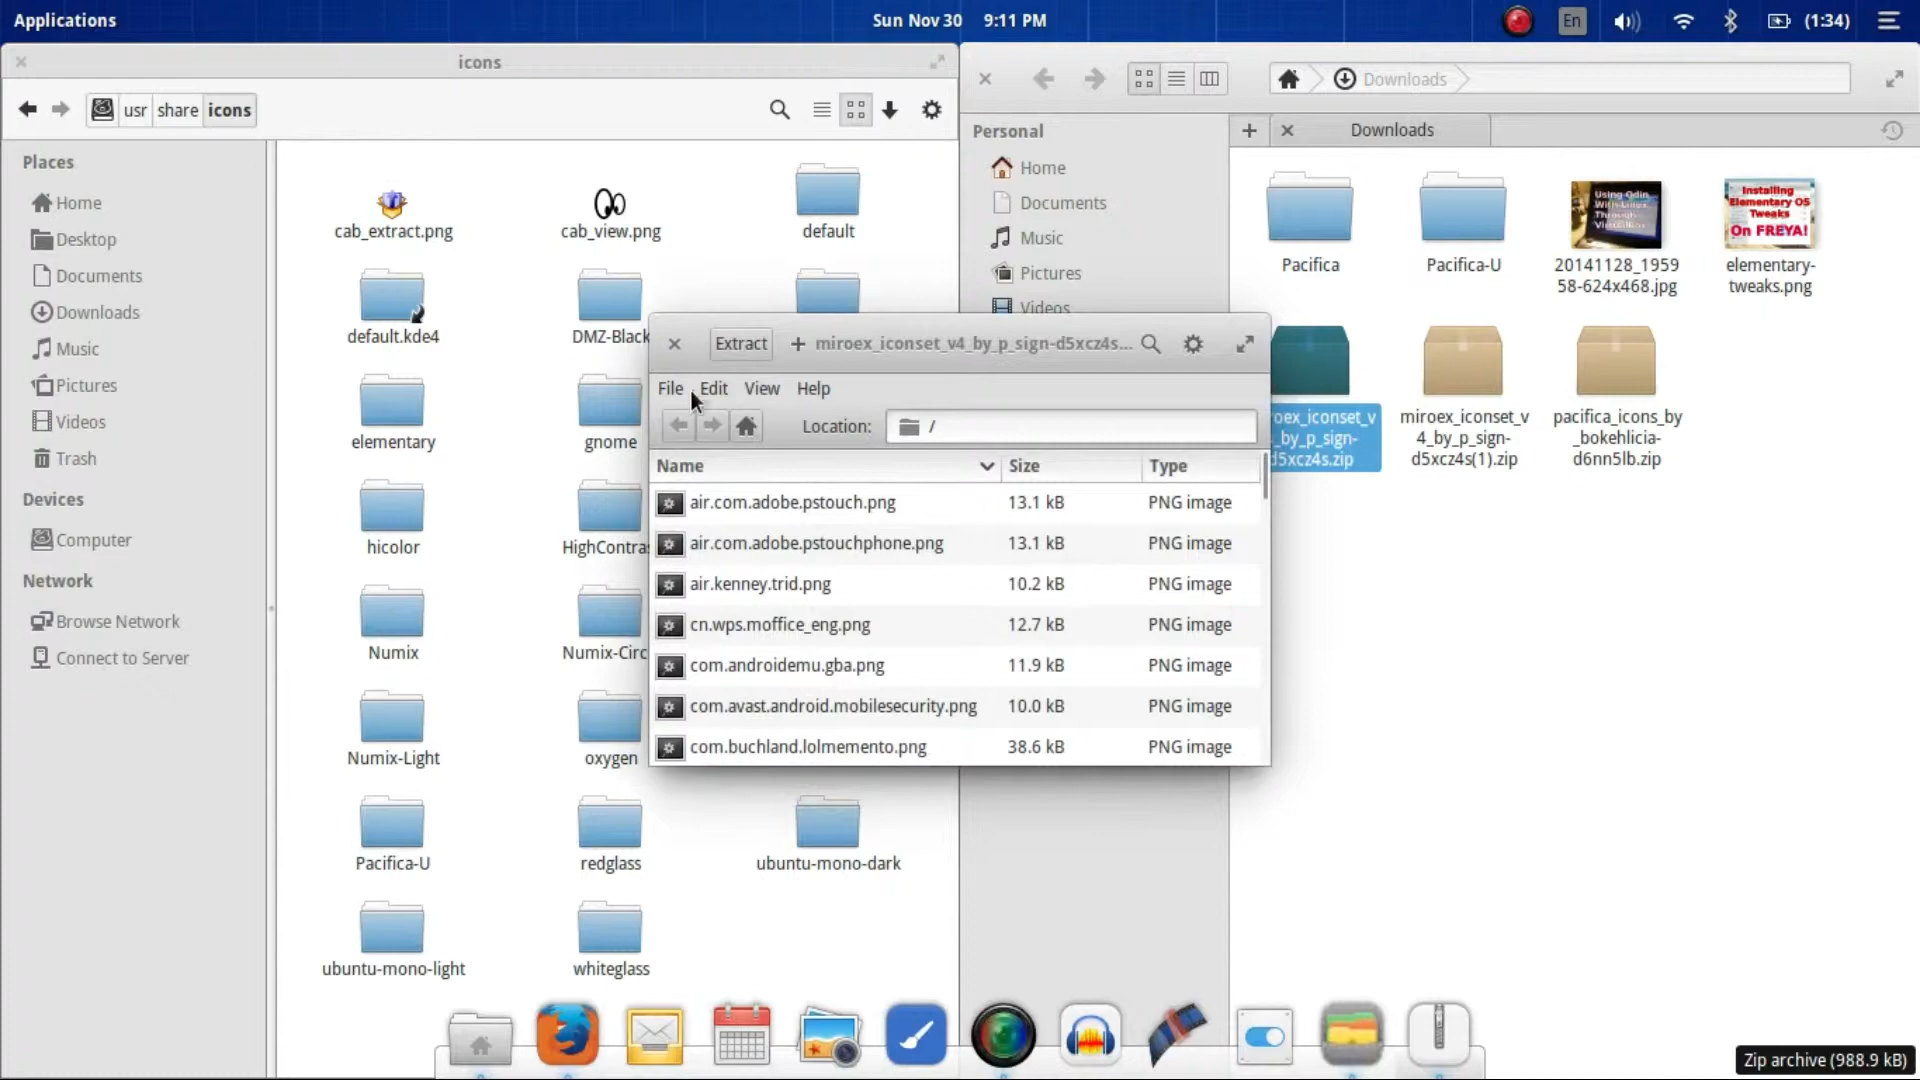 Applications
Sun Nov 30 9:11 PM
En
(1:34)
icons
usr share icons
Places
Home
Desktop
Documents
Downloads
Music
Pictures
Videos
Trash
Devices
Computer
Network
Browse Network
Connect to Server
cab_extract.png
cab_view.png
default
default.kde4
DMZ-Black
elementary
gnome
hicolor
HighContras
Numix
Numix-Circ
Numix-Light
oxygen
Pacifica-U
redglass
ubuntu-mono-dark
ubuntu-mono-light
whiteglass
Downloads
Downloads
Personal
Home
Documents
Music
Pictures
Videos
Pacifica
Pacifica-U
Using Odin
With Linux
Through
Virtualization
20141128_1959
58-624x468.jpg
Installing
Elementary OS
Tweaks
On FREYA!
elementary-
tweaks.png
oex_iconset_v
_by_p_sign-
d5xcz4s.zip
miroex_iconset_v
4_by_p_sign-
d5xcz4s(1).zip
pacifica_icons_by
_bokehlicia-
d6nn5lb.zip
Extract
miroex_iconset_v4_by_p_sign-d5xcz4s...
File Edit View Help
Location: /
Name Size Type
air.com.adobe.pstouch.png 13.1 kB PNG image
air.com.adobe.pstouchphone.png 13.1 kB PNG image
air.kenney.trid.png 10.2 kB PNG image
cn.wps.moffice_eng.png 12.7 kB PNG image
com.androidemu.gba.png 11.9 kB PNG image
com.avast.android.mobilesecurity.png 10.0 kB PNG image
com.buchland.lolmemento.png 38.6 kB PNG image
Zip archive (988.9 kB)